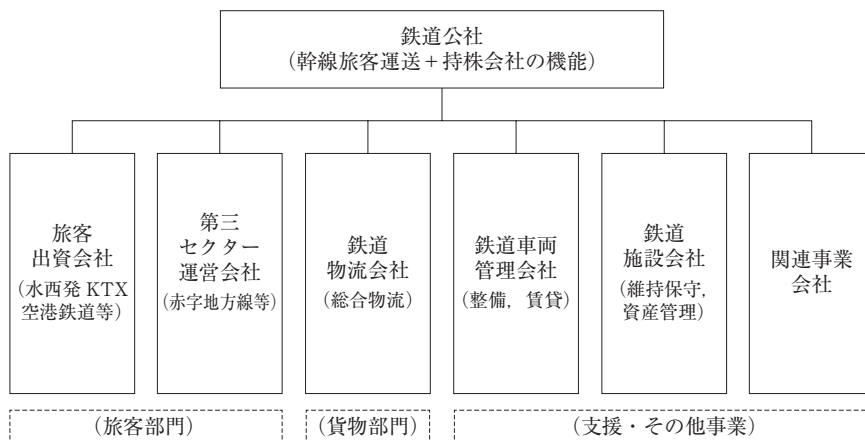 鉄道公社
(幹線旅客運送+持株会社の機能)
旅客
出資会社
(水西発 KTX
空港鉄道等)
第三
セクター
運営会社
(赤字地方線等)
鉄道
物流会社
(総合物流)
鉄道車両
管理会社
(整備，賃貸)
鉄道
施設会社
(維持保守，
資産管理)
関連事業
会社
(旅客部門)
(貨物部門)
(支援・その他事業)